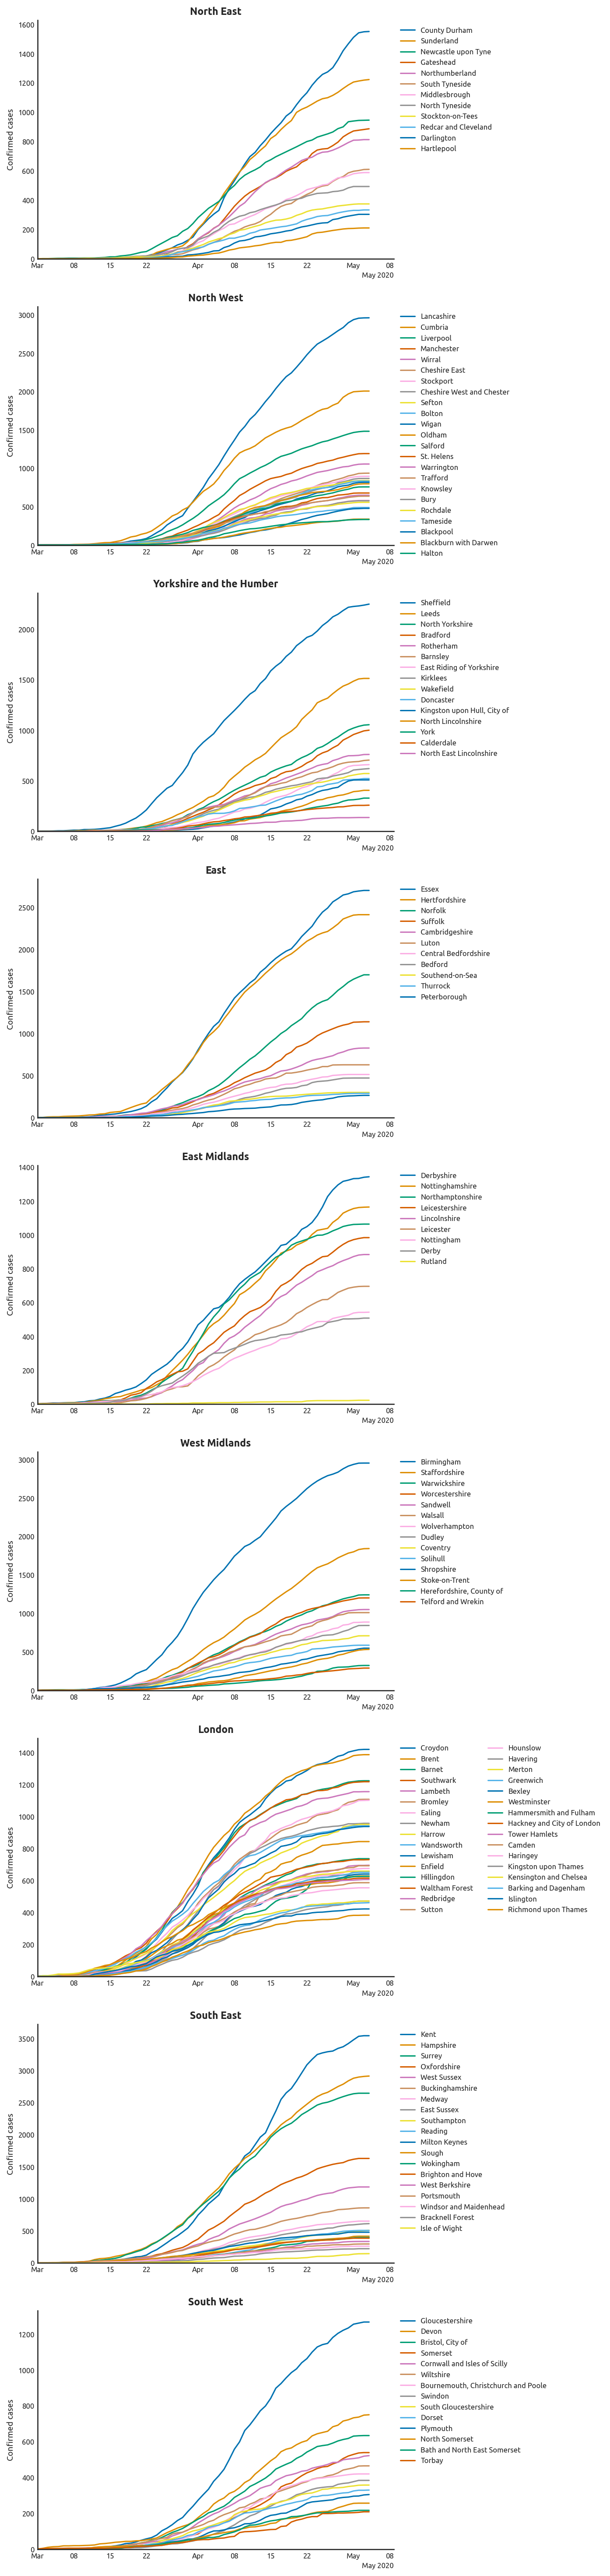 North East
Confirmed cases
1600
1400
1200
1000
800
600
400
200
0
Mar 08 15 22 Apr 08 15 22 May 08
May 2020
County Durham
Sunderland
Newcastle upon Tyne
Gateshead
Northumberland
South Tyneside
Middlesbrough
North Tyneside
Stockton-on-Tees
Redcar and Cleveland
Darlington
Hartlepool
North West
Confirmed cases
3000
2500
2000
1500
1000
500
0
Mar 08 15 22 Apr 08 15 22 May 08
May 2020
Lancashire
Cumbria
Liverpool
Manchester
Wirral
Cheshire East
Stockport
Cheshire West and Chester
Sefton
Bolton
Wigan
Oldham
Salford
St. Helens
Warrington
Trafford
Knowsley
Bury
Rochdale
Tameside
Blackpool
Blackburn with Darwen
Halton
Yorkshire and the Humber
Confirmed cases
2000
1500
1000
500
0
Mar 08 15 22 Apr 08 15 22 May 08
May 2020
Sheffield
Leeds
North Yorkshire
Bradford
Rotherham
Barnsley
East Riding of Yorkshire
Kirklees
Wakefield
Doncaster
Kingston upon Hull, City of
North Lincolnshire
York
Calderdale
North East Lincolnshire
East
Confirmed cases
2500
2000
1500
1000
500
0
Mar 08 15 22 Apr 08 15 22 May 08
May 2020
Essex
Hertfordshire
Norfolk
Suffolk
Cambridgeshire
Luton
Central Bedfordshire
Bedford
Southend-on-Sea
Thurrock
Peterborough
East Midlands
Confirmed cases
1400
1200
1000
800
600
400
200
0
Mar 08 15 22 Apr 08 15 22 May 08
May 2020
Derbyshire
Nottinghamshire
Northamptonshire
Leicestershire
Lincolnshire
Leicester
Nottingham
Derby
Rutland
West Midlands
Confirmed cases
3000
2500
2000
1500
1000
500
0
Mar 08 15 22 Apr 08 15 22 May 08
May 2020
Birmingham
Staffordshire
Warwickshire
Worcestershire
Sandwell
Walsall
Wolverhampton
Dudley
Coventry
Solihull
Shropshire
Stoke-on-Trent
Herefordshire, County of
Telford and Wrekin
London
Confirmed cases
1400
1200
1000
800
600
400
200
0
Mar 08 15 22 Apr 08 15 22 May 08
May 2020
Croydon
Brent
Barnet
Southwark
Lambeth
Bromley
Ealing
Newham
Harrow
Wandsworth
Lewisham
Enfield
Hillingdon
Waltham Forest
Redbridge
Sutton
Hounslow
Havering
Merton
Greenwich
Bexley
Westminster
Hammersmith and Fulham
Hackney and City of London
Tower Hamlets
Camden
Haringey
Kingston upon Thames
Kensington and Chelsea
Barking and Dagenham
Islington
Richmond upon Thames
South East
Confirmed cases
3500
3000
2500
2000
1500
1000
500
0
Mar 08 15 22 Apr 08 15 22 May 08
May 2020
Kent
Hampshire
Surrey
Oxfordshire
West Sussex
Buckinghamshire
Medway
East Sussex
Southampton
Reading
Milton Keynes
Slough
Wokingham
Brighton and Hove
West Berkshire
Portsmouth
Windsor and Maidenhead
Bracknell Forest
Isle of Wight
South West
Confirmed cases
1200
1000
800
600
400
200
0
Mar 08 15 22 Apr 08 15 22 May 08
May 2020
Gloucestershire
Devon
Bristol, City of
Somerset
Cornwall and Isles of Scilly
Wiltshire
Bournemouth, Christchurch and Poole
Swindon
South Gloucestershire
Dorset
Plymouth
North Somerset
Bath and North East Somerset
Torbay